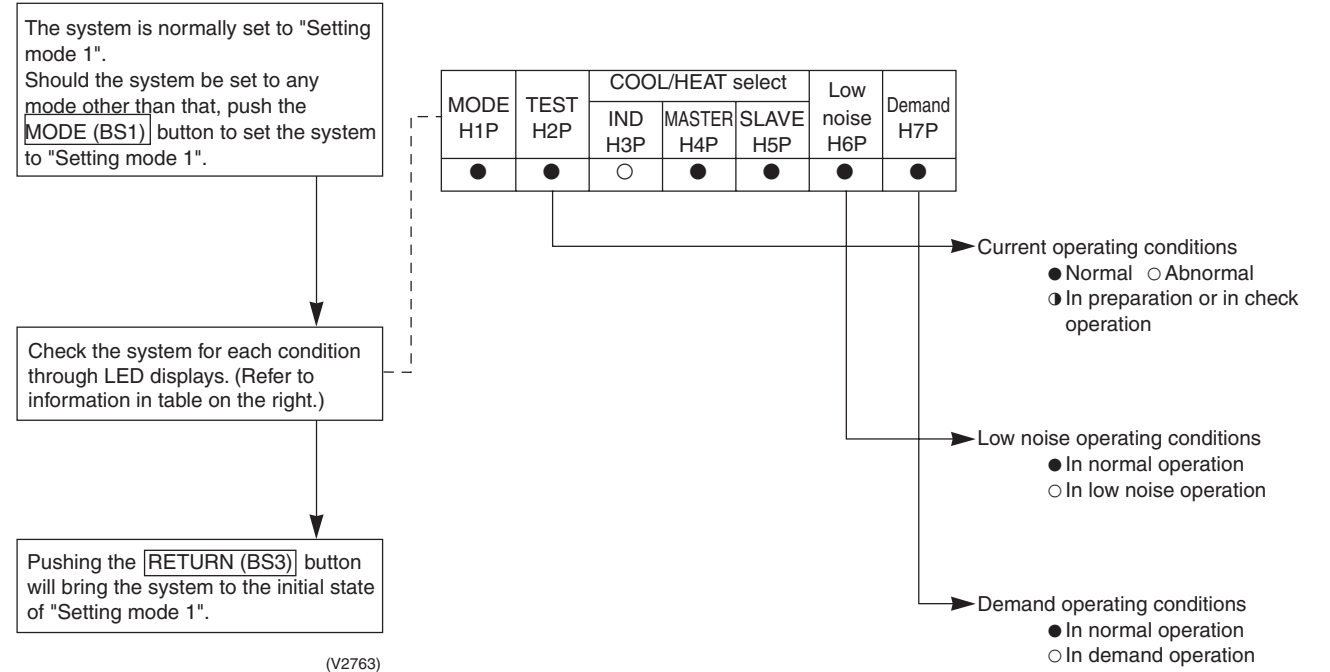 The system is normally set to "Setting
mode 1".
Should the system be set to any
mode other than that, push the
MODE (BS1) button to set the system
to "Setting mode 1".
MODE
H1P
TEST
H2P
COOL/HEAT select
IND
H3P
MASTER
H4P
SLAVE
H5P
Low
noise
H6P
Demand
H7P
● ● ○ ● ● ● ●
Current operating conditions
● Normal ○ Abnormal
◑ In preparation or in check
operation
Check the system for each condition
through LED displays. (Refer to
information in table on the right.)
Low noise operating conditions
● In normal operation
○ In low noise operation
Pushing the RETURN (BS3) button
will bring the system to the initial state
of "Setting mode 1".
Demand operating conditions
● In normal operation
○ In demand operation
(V2763)